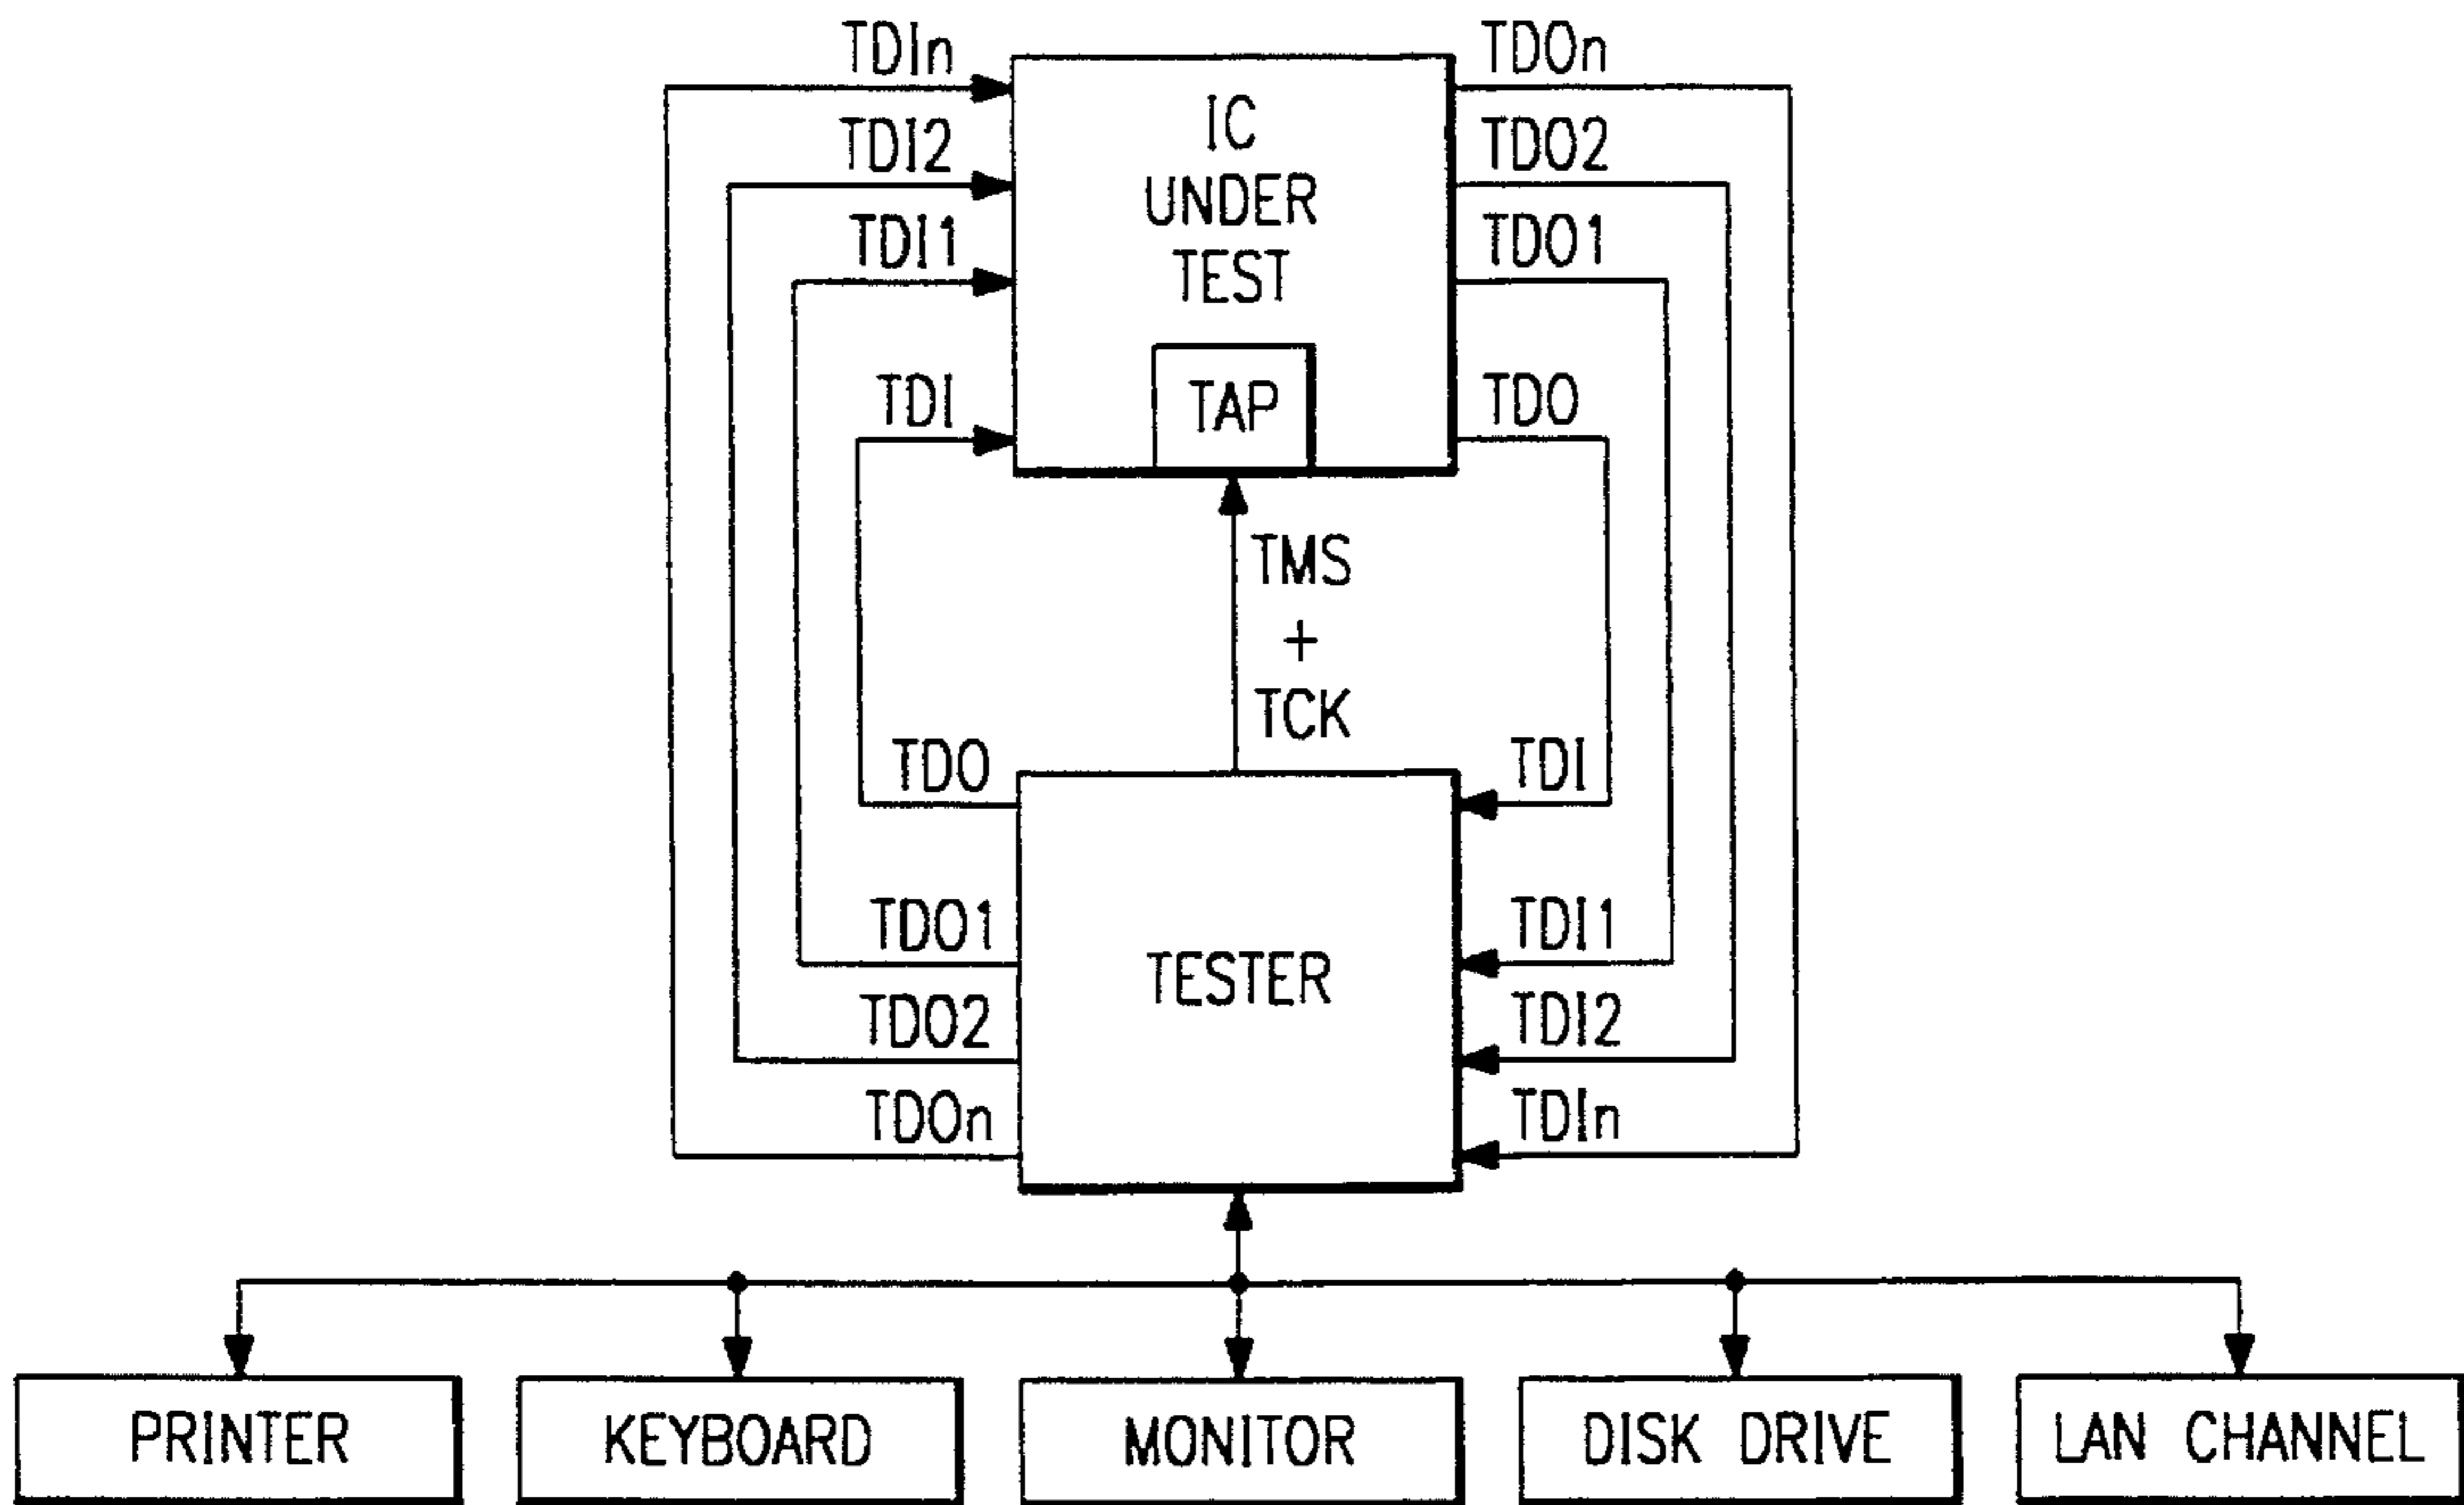 TDIn
TDOn
IC
UNDER
TEST
TDI2
TDO2
TDI1
TDO1
TDI
TAP
TDO
TMS
+
TCK
TDO
TDI
TDO1
TESTER
TDI1
TDO2
TDI2
TDOn
TDIn
PRINTER
KEYBOARD
MONITOR
DISK DRIVE
LAN CHANNEL